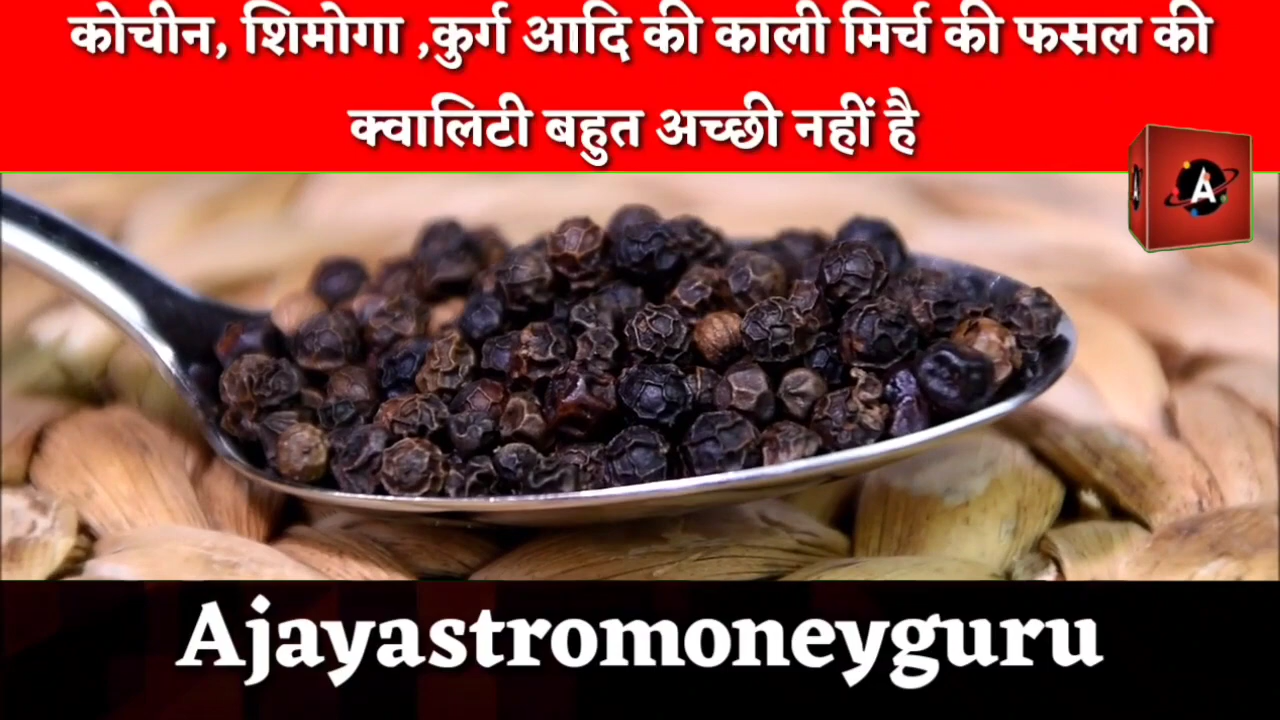 कोचीन, शिमोगा ,कुर्ग आदि की काली मिर्च की फसल की
क्वालिटी बहुत अच्छी नहीं है
A
Ajayastromoneyguru